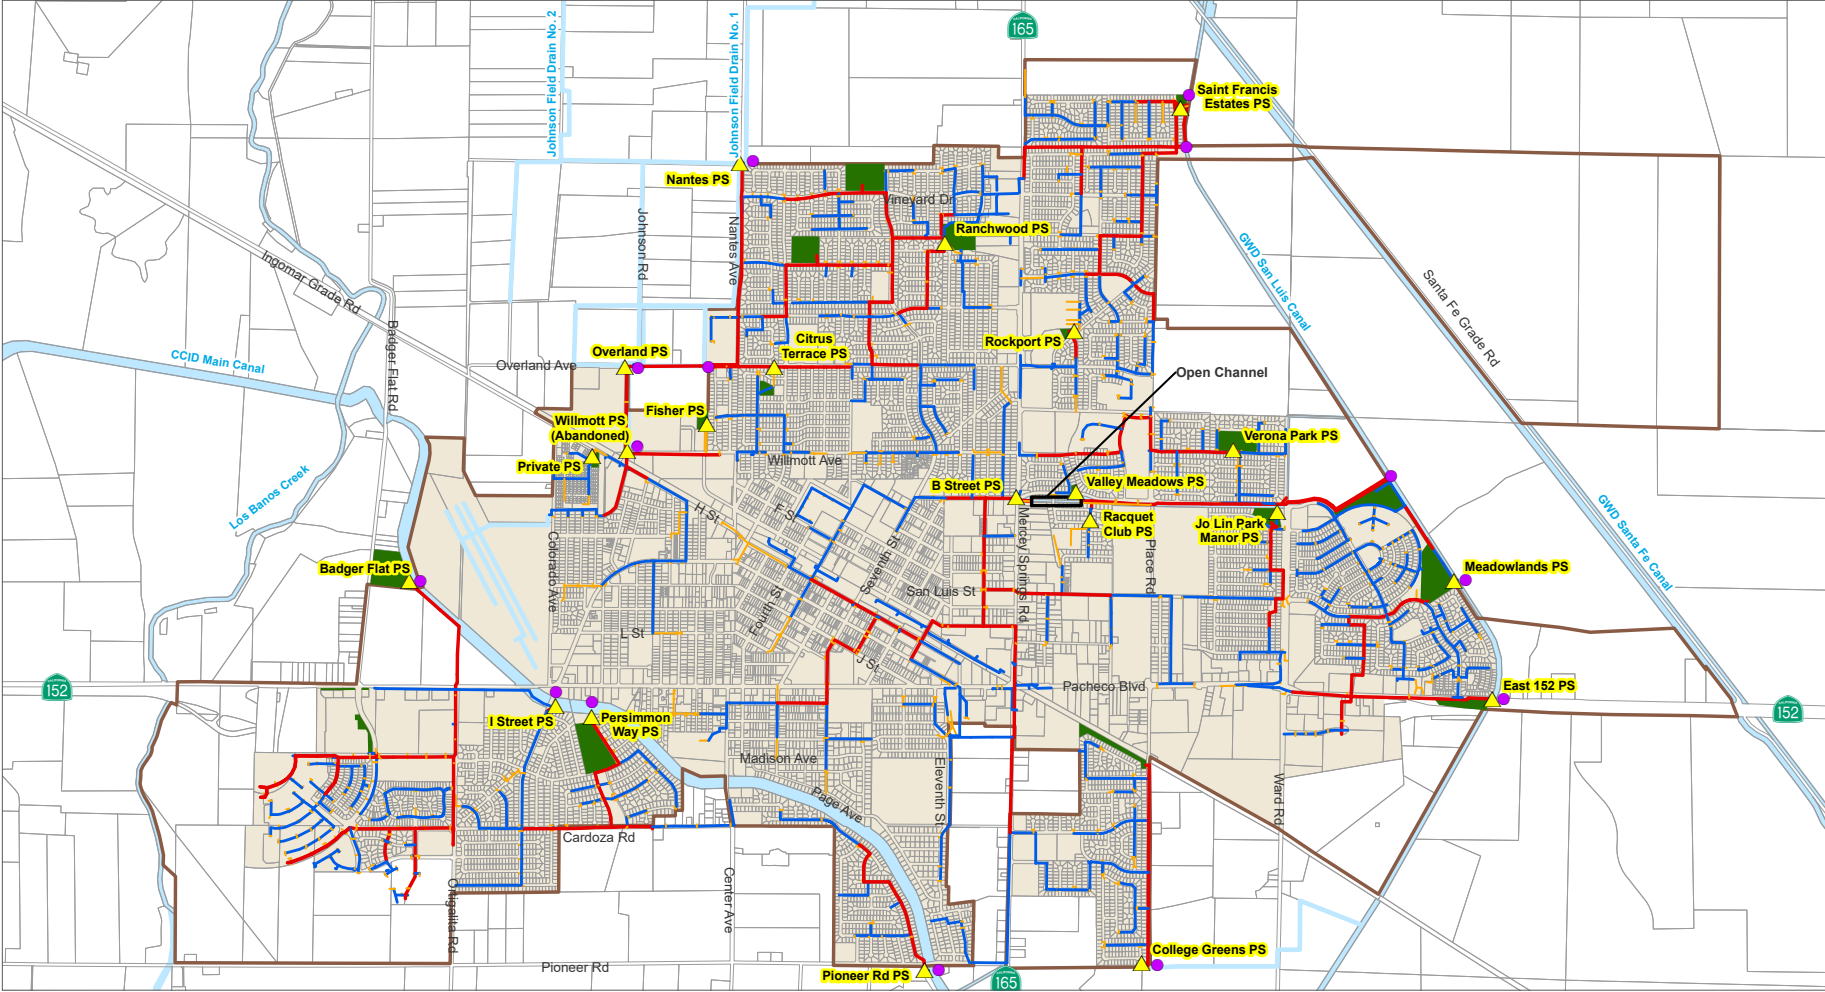 Johnson Field Drain No. 2
Johnson Field Drain No. 1
CALIFORNIA
165
Saint Francis
Estates PS
Nantes PS
Vineyard Dr
Johnson Rd
Nantes Ave
Ranchwood PS
GWD San Luis Canal
Santa Fe Grade Rd
Ingomar Grade Rd
Badger Flat Rd
CCID Main Canal
Overland Ave
Overland PS
Citrus
Terrace PS
Rockport PS
Open Channel
Fisher PS
Willmott PS
(Abandoned)
Private PS
Willmott Ave
Verona Park PS
Los Banos Creek
B Street PS
Valley Meadows PS
Racquet
Club PS
Jo Lin Park
Manor PS
GWD Santa Fe Canal
H St
F St
Mercey Springs Rd
Place Rd
Colorado Ave
Seventh St
San Luis St
Fourth St
Badger Flat PS
Meadowlands PS
L St
J St
Pacheco Blvd
East 152 PS
CALIFORNIA
152
CALIFORNIA
152
I Street PS
Persimmon
Way PS
Madison Ave
Page Ave
Eleventh St
Ward Rd
Cardoza Rd
Center Ave
Ortigalita Rd
Pioneer Rd
Pioneer Rd PS
CALIFORNIA
165
College Greens PS